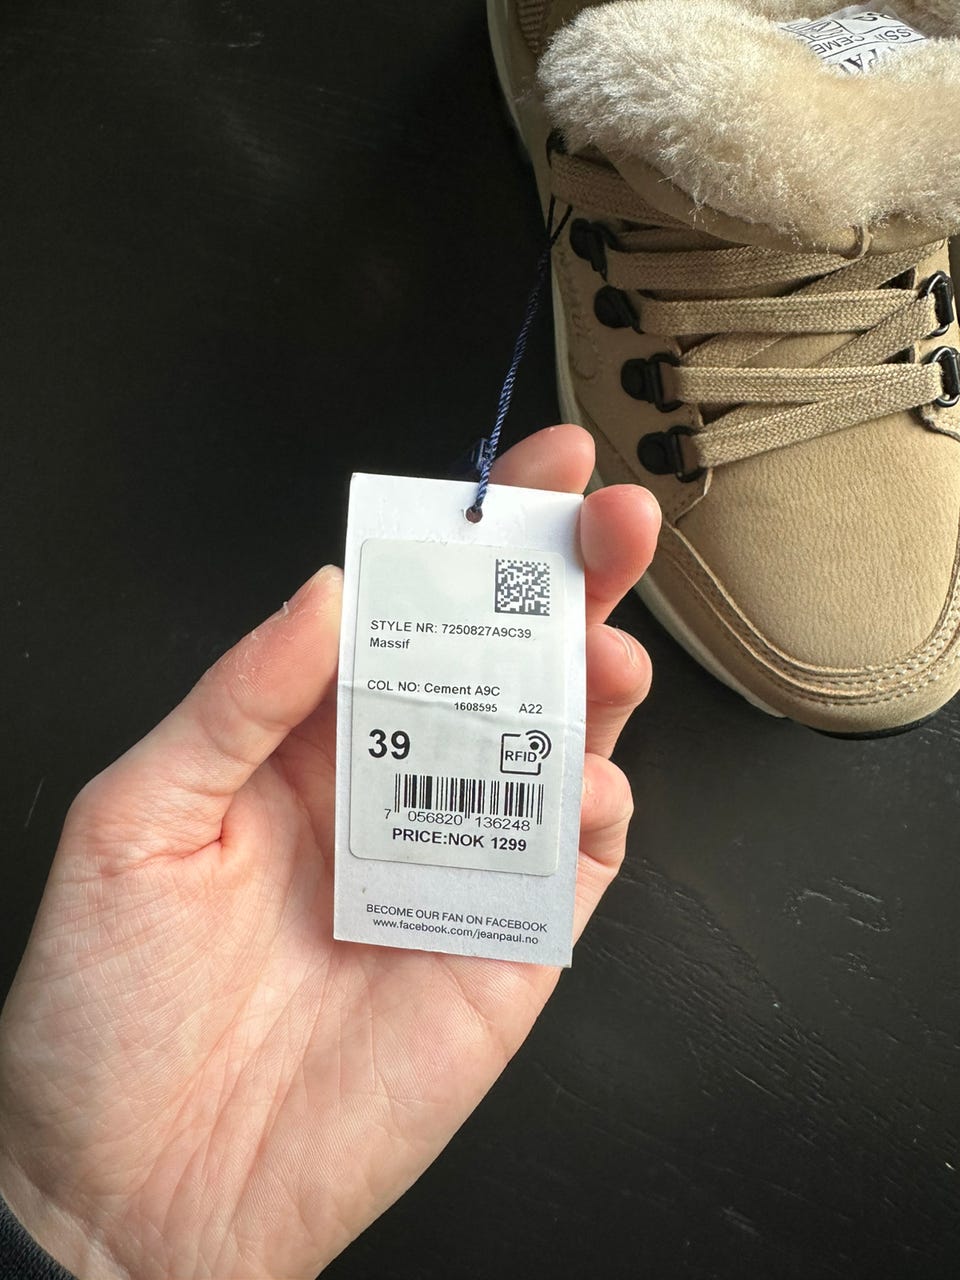 STYLE NR: 7250827A9C39
Massif
COL NO: Cement A9C
1608595 A22
39
RFID
7 056820 136248
PRICE:NOK 1299
BECOME OUR FAN ON FACEBOOK
www.facebook.com/jeanpaul.no